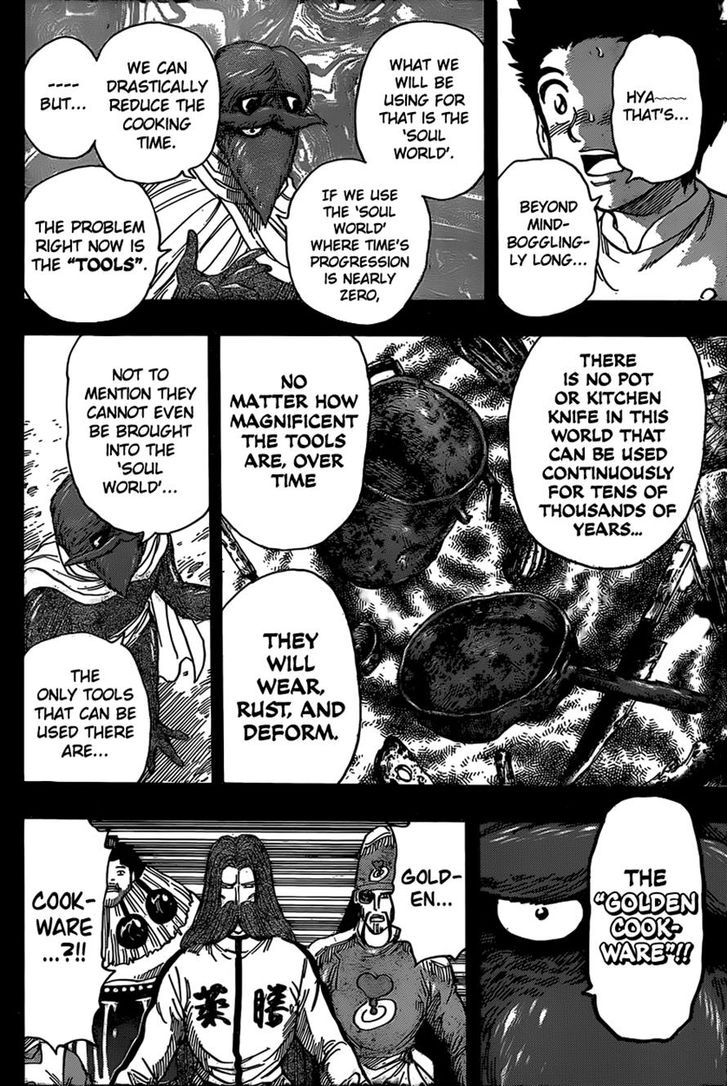 HYA~~~~
THAT'S...
BEYOND
MIND-
BOGGLING-
LY LONG...
WHAT WE
WILL BE
USING FOR
THAT IS THE
'SOUL
WORLD'.
IF WE USE
THE 'SOUL
WORLD'
WHERE TIME'S
PROGRESSION
IS NEARLY
ZERO,
WE CAN
DRASTICALLY
REDUCE THE
COOKING
TIME.
----
BUT...
THE PROBLEM
RIGHT NOW IS
THE "TOOLS".
THERE
IS NO POT
OR KITCHEN
KNIFE IN THIS
WORLD THAT
CAN BE USED
CONTINUOUSLY
FOR TENS OF
THOUSANDS OF
YEARS...
NO
MATTER HOW
MAGNIFICENT
THE TOOLS
ARE, OVER
TIME
THEY
WILL
WEAR,
RUST, AND
DEFORM.
NOT TO
MENTION THEY
CANNOT EVEN
BE BROUGHT
INTO THE
'SOUL
WORLD'...
THE
ONLY TOOLS
THAT CAN BE
USED THERE
ARE...
THE
"GOLDEN
COOK-
WARE"!!
GOLD-
EN...
COOK-
WARE
...?!!
薬膳